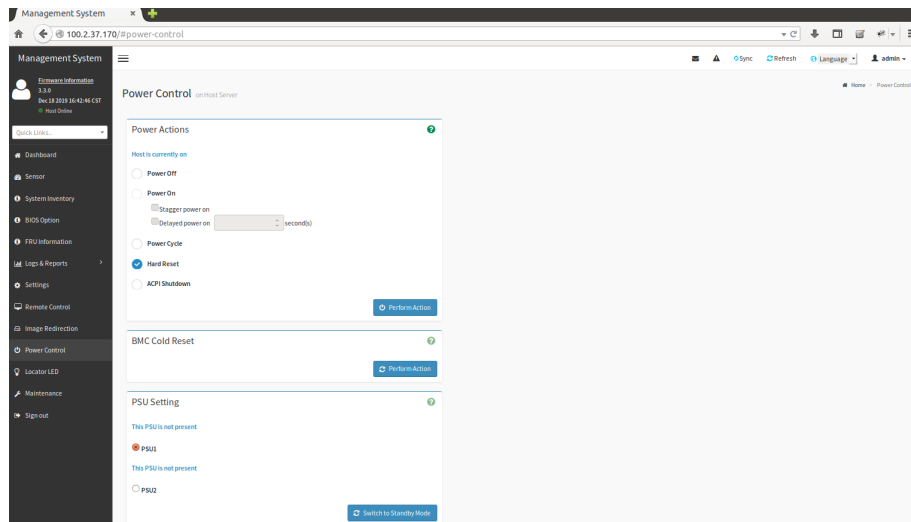 Management System
100.2.37.170/#power-control
Management System
Sync
Refresh
Language
admin
Firmware Information
3.3.0
Dec 18 2019 16:42:46 CST
Host Online
Quick Links...
Power Control on Host Server
Home
Power Control
Dashboard
Sensor
System Inventory
BIOS Option
FRU Information
Logs & Reports
Settings
Remote Control
Image Redirection
Power Control
Locator LED
Maintenance
Sign out
Power Actions
Host is currently on
Power Off
Power On
Stagger power on
Delayed power on second(s)
Power Cycle
Hard Reset
ACPI Shutdown
Perform Action
BMC Cold Reset
Perform Action
PSU Setting
This PSU is not present
PSU1
This PSU is not present
PSU2
Switch to Standby Mode